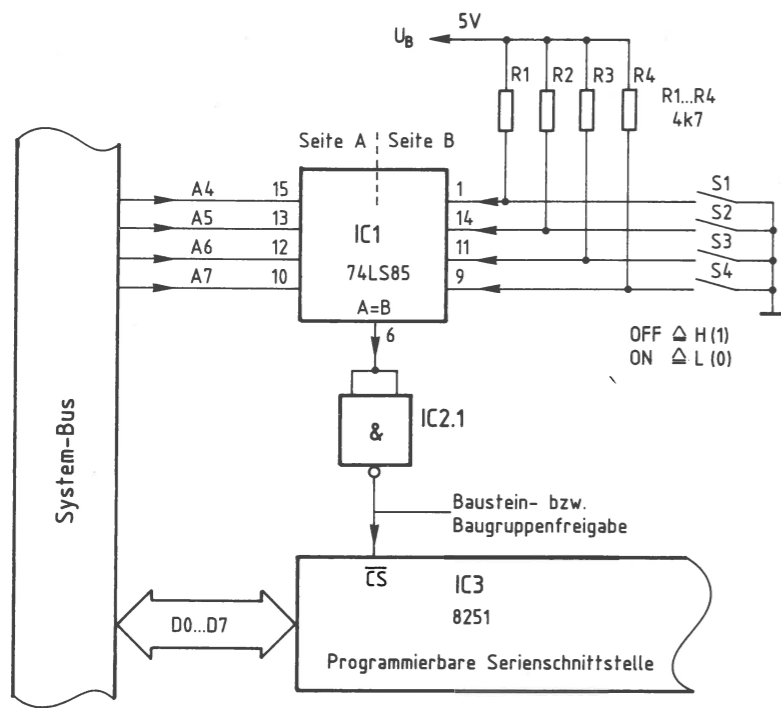 U_B 5V
R1 R2 R3 R4
R1...R4
4k7
Seite A Seite B
A4 15
A5 13
A6 12
A7 10
IC1
74LS85
A=B
6
1 S1
14 S2
11 S3
9 S4
OFF ≙ H (1)
ON ≙ L (0)
& IC2.1
System-Bus
Baustein- bzw.
Baugruppenfreigabe
C̅S̅
IC3
8251
D0...D7
Programmierbare Serienschnittstelle